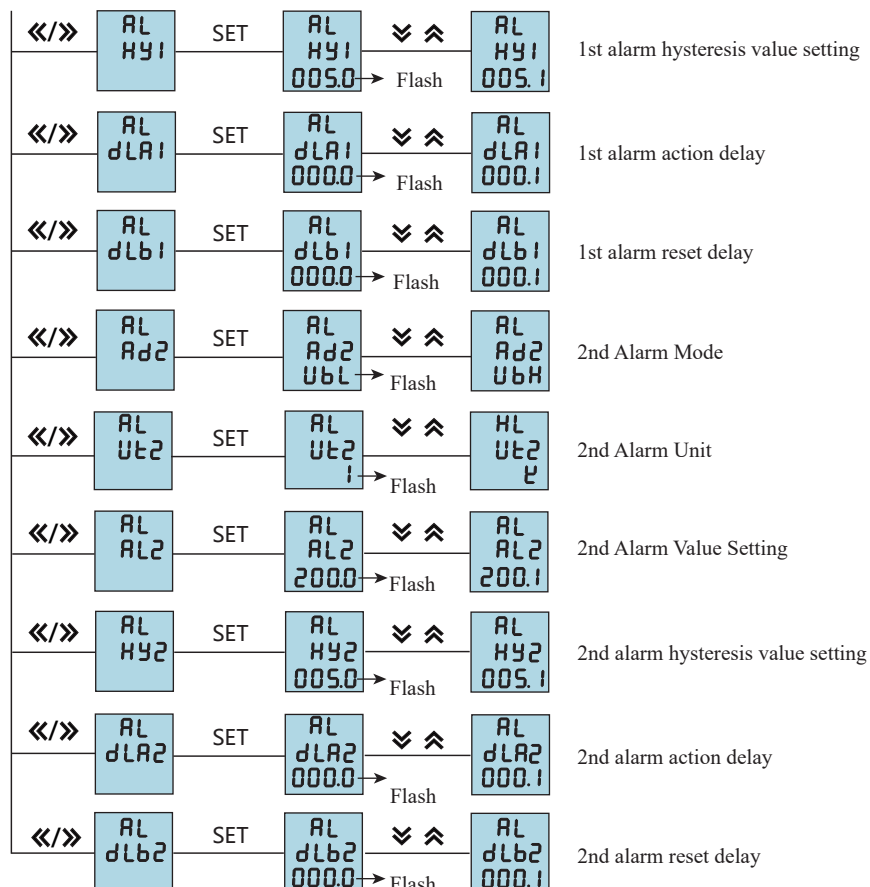 «/» AL HY1 SET AL HY1 005.0 Flash AL HY1 005.1 1st alarm hysteresis value setting
«/» AL dLA1 SET AL dLA1 000.0 Flash AL dLA1 000.1 1st alarm action delay
«/» AL dLb1 SET AL dLb1 000.0 Flash AL dLb1 000.1 1st alarm reset delay
«/» AL Ad2 SET AL Ad2 UbL Flash AL Ad2 UbH 2nd Alarm Mode
«/» AL Ut2 SET AL Ut2 1 Flash HL Ut2 2nd Alarm Unit
«/» AL AL2 SET AL AL2 200.0 Flash AL AL2 200.1 2nd Alarm Value Setting
«/» AL HY2 SET AL HY2 005.0 Flash AL HY2 005.1 2nd alarm hysteresis value setting
«/» AL dLA2 SET AL dLA2 000.0 Flash AL dLA2 000.1 2nd alarm action delay
«/» AL dLb2 SET AL dLb2 000.0 Flash AL dLb2 000.1 2nd alarm reset delay